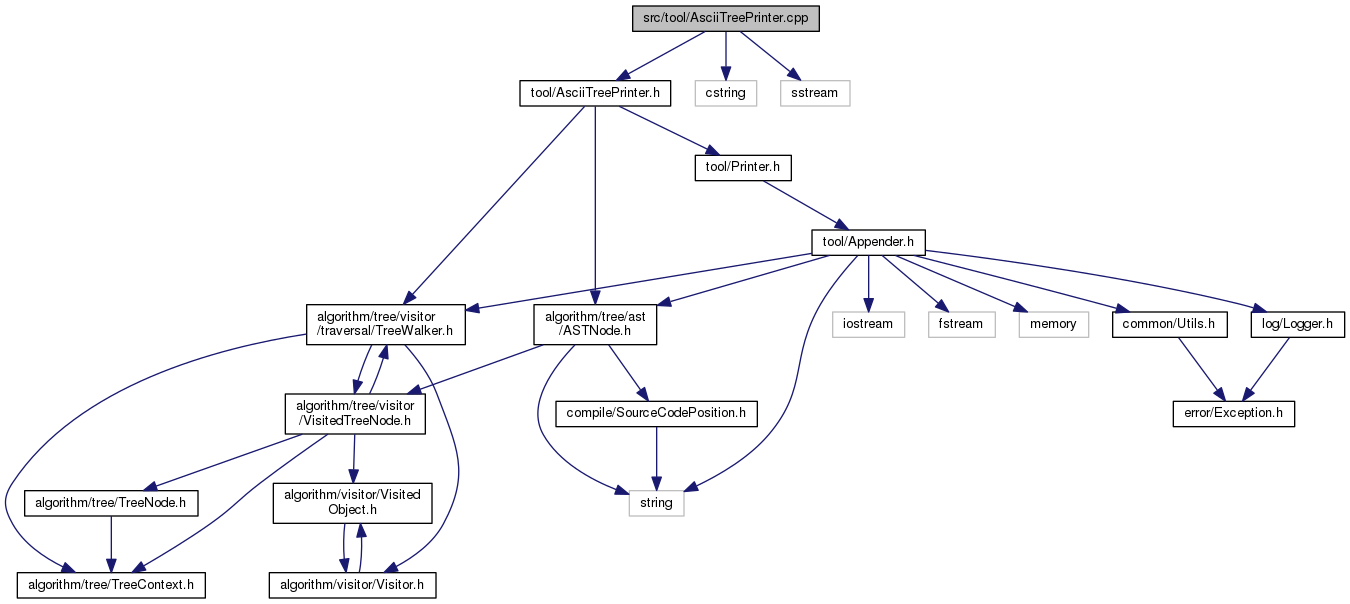 src/tool/AsciiTreePrinter.cpp
tool/AsciiTreePrinter.h
cstring
sstream
tool/Printer.h
tool/Appender.h
algorithm/tree/visitor
/traversal/TreeWalker.h
algorithm/tree/ast
/ASTNode.h
iostream
fstream
memory
common/Utils.h
log/Logger.h
algorithm/tree/visitor
/VisitedTreeNode.h
compile/SourceCodePosition.h
error/Exception.h
algorithm/tree/TreeNode.h
algorithm/visitor/Visited
Object.h
string
algorithm/tree/TreeContext.h
algorithm/visitor/Visitor.h